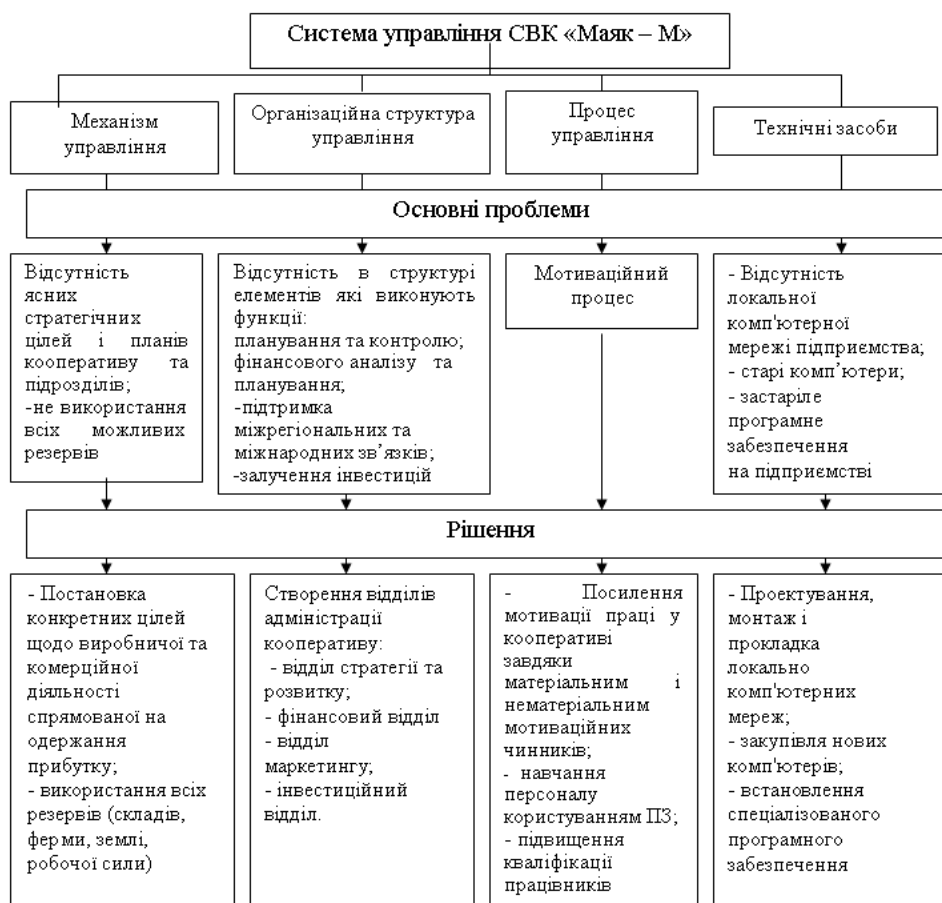 Система управління СВК «Маяк – М»
Механізм
управління
Організаційна структура
управління
Процес
управління
Технічні засоби
Основні проблеми
Відсутність
ясних
стратегічних
цілей і планів
кооперативу та
підрозділів;
-не використання
всіх можливих
резервів
Відсутність в структурі
елементів які виконують
функції:
планування та контролю;
фінансового аналізу та
планування;
-підтримка
міжрегіональних та
міжнародних зв’язків;
-залучення інвестицій
Мотиваційний
процес
- Відсутність
локальної
комп'ютерної
мережі підприємства;
- старі комп’ютери;
- застаріле
програмне
забезпечення
на підприємстві
Рішення
- Постановка
конкретних цілей
щодо виробничої та
комерційної
діяльності
спрямованої на
одержання
прибутку;
- використання всіх
резервів (складів,
ферми, землі,
робочої сили)
Створення відділів
адміністрації
кооперативу:
- відділ стратегії та
розвитку;
- фінансовий відділ
- відділ
маркетингу;
- інвестиційний
відділ.
- Посилення
мотивації праці у
кооперативі
завдяки
матеріальним і
нематеріальним
мотиваційних
чинників;
- навчання
персоналу
користуванням ПЗ;
- підвищення
кваліфікації
працівників
- Проектування,
монтаж і
прокладка
локально
комп'ютерних
мереж;
- закупівля нових
комп'ютерів;
- встановлення
спеціалізованого
програмного
забезпечення